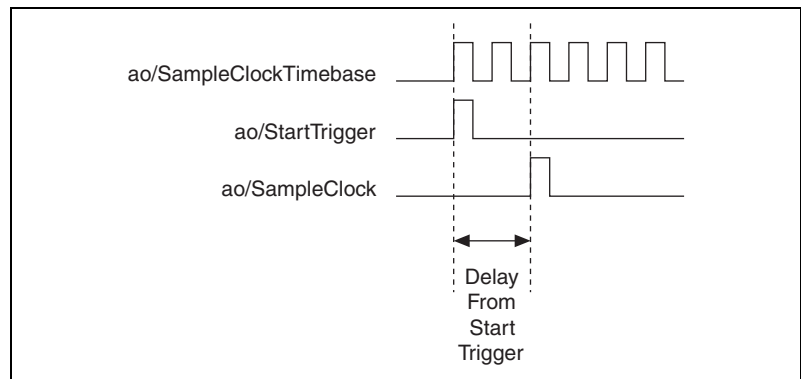 ao/SampleClockTimebase
ao/StartTrigger
ao/SampleClock
Delay
From
Start
Trigger